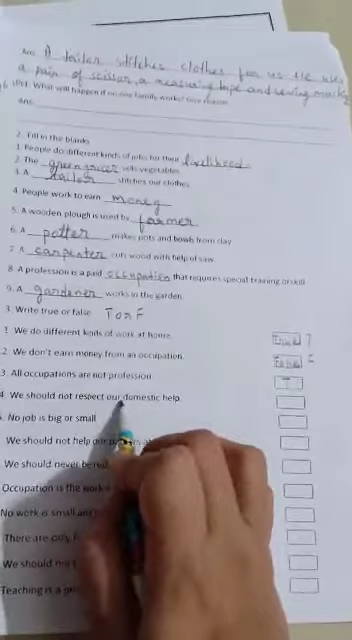 Ans. A tailor stitches clothes for us He uses
a pair of scissor, a measuring tape and sewing machine
What will happen if no one family works? Give reason
Ans.
2. Fill in the blanks
1. People do different kinds of jobs for their livelihood
2. The greengrocer sells vegetables
3. A tailor stitches our clothes
4. People work to earn money
5. A wooden plough is used by farmer
6. A potter makes pots and bowls from clay
7. A carpenter cuts wood with help of saw
8. A profession is a paid occupation that requires special training or skill
9. A gardener works in the garden.
3. Write true or false T or F
1. We do different kinds of work at home. True T
2. We don't earn money from an occupation. False F
3. All occupations are not profession T
4. We should not respect our domestic help.
No job is big or small
We should not help our
We should never be
Occupation is the work
No work is small
There are only
We should not
Teaching is a